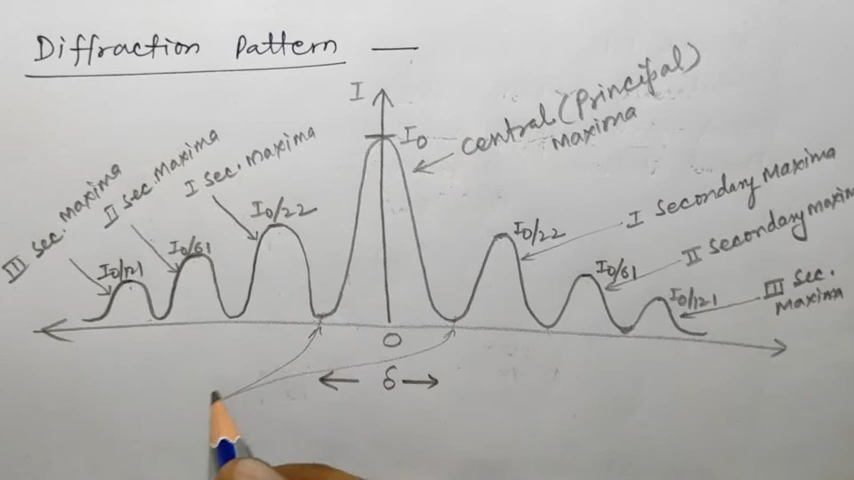 Diffraction Pattern —
I
I0
central (Principal)
Maxima
III sec. maxima
II sec. maxima
I sec. maxima
I0/22
I0/61
I0/121
I0/22
I0/61
I0/121
I secondary Maxima
II secondary maxim
III sec.
maxima
O
δ